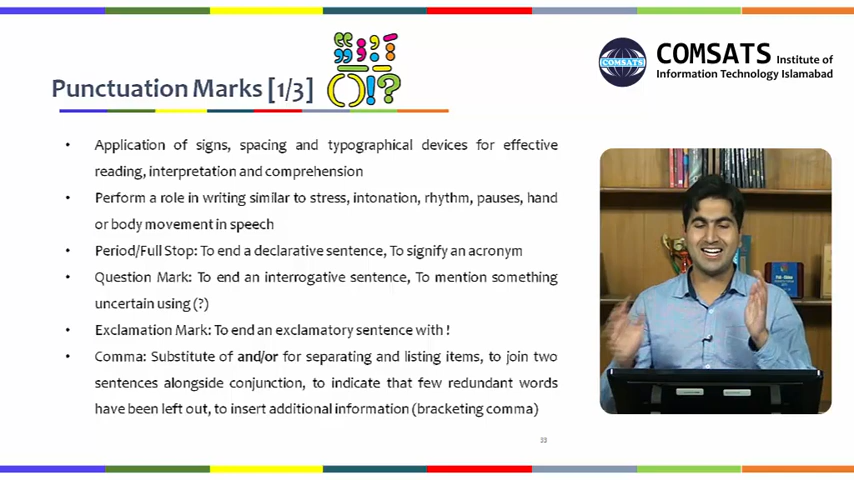 Punctuation Marks [1/3]
COMSATS Institute of
Information Technology Islamabad
COMSATS
• Application of signs, spacing and typographical devices for effective
reading, interpretation and comprehension
• Perform a role in writing similar to stress, intonation, rhythm, pauses, hand
or body movement in speech
• Period/Full Stop: To end a declarative sentence, To signify an acronym
• Question Mark: To end an interrogative sentence, To mention something
uncertain using (?)
• Exclamation Mark: To end an exclamatory sentence with !
• Comma: Substitute of and/or for separating and listing items, to join two
sentences alongside conjunction, to indicate that few redundant words
have been left out, to insert additional information (bracketing comma)
33